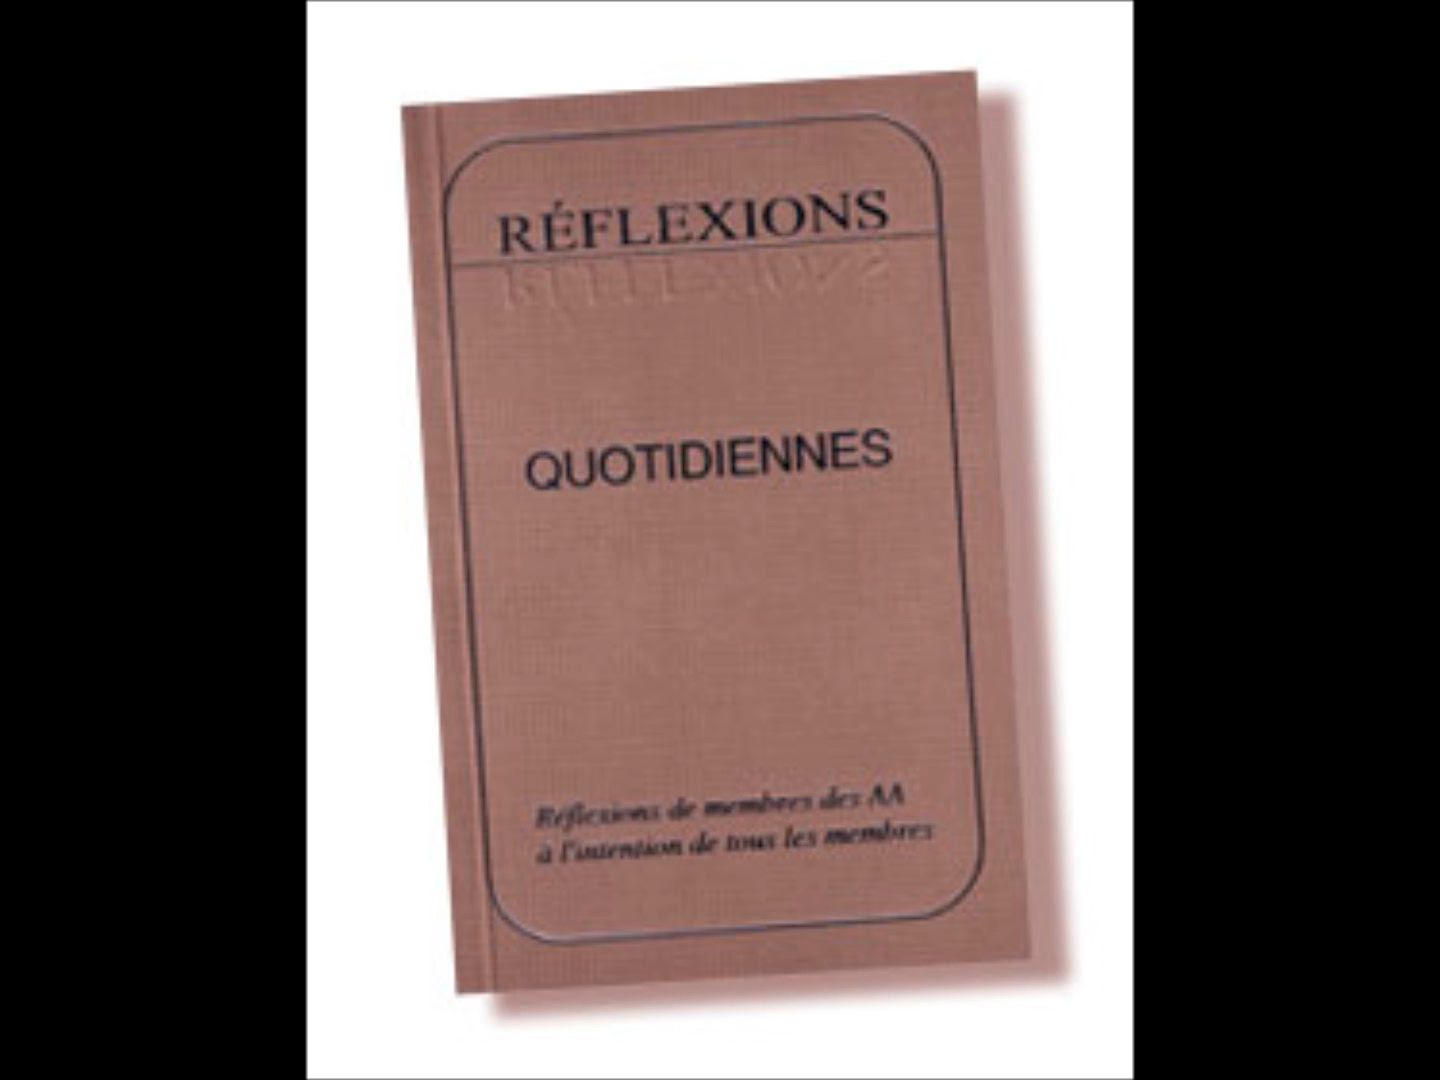 RÉFLEXIONS
QUOTIDIENNES
Réflexions de membres des AA
à l'intention de tous les membres